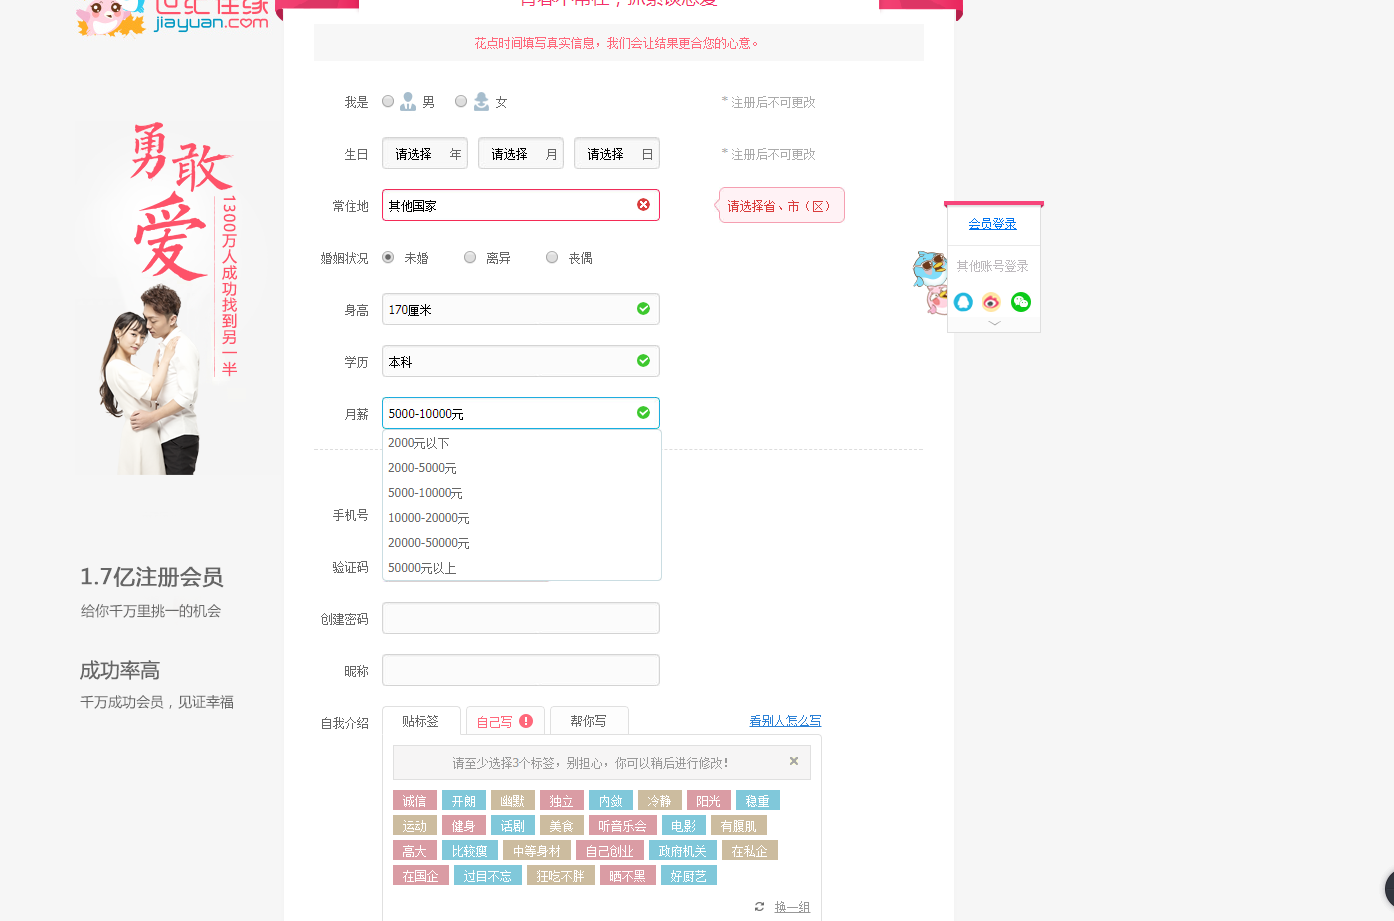 世纪佳缘
jiayuan.com
青春不常在，抓紧谈恋爱
花点时间填写真实信息，我们会让结果更合您的心意。
我是 男 女 * 注册后不可更改
生日 请选择 年 请选择 月 请选择 日 * 注册后不可更改
常住地 其他国家 请选择省、市（区）
婚姻状况 未婚 离异 丧偶
身高 170厘米
学历 本科
月薪 5000-10000元
2000元以下
2000-5000元
5000-10000元
10000-20000元
20000-50000元
50000元以上
手机号
验证码
创建密码
昵称
自我介绍 贴标签 自己写 帮你写 看别人怎么写
请至少选择3个标签，别担心，你可以稍后进行修改！
诚信 开朗 幽默 独立 内敛 冷静 阳光 稳重
运动 健身 话剧 美食 听音乐会 电影 有腹肌
高大 比较瘦 中等身材 自己创业 政府机关 在私企
在国企 过目不忘 狂吃不胖 晒不黑 好厨艺
换一组
勇敢
爱
1300万人成功找到另一半
1.7亿注册会员
给你千万里挑一的机会
成功率高
千万成功会员，见证幸福
会员登录
其他账号登录